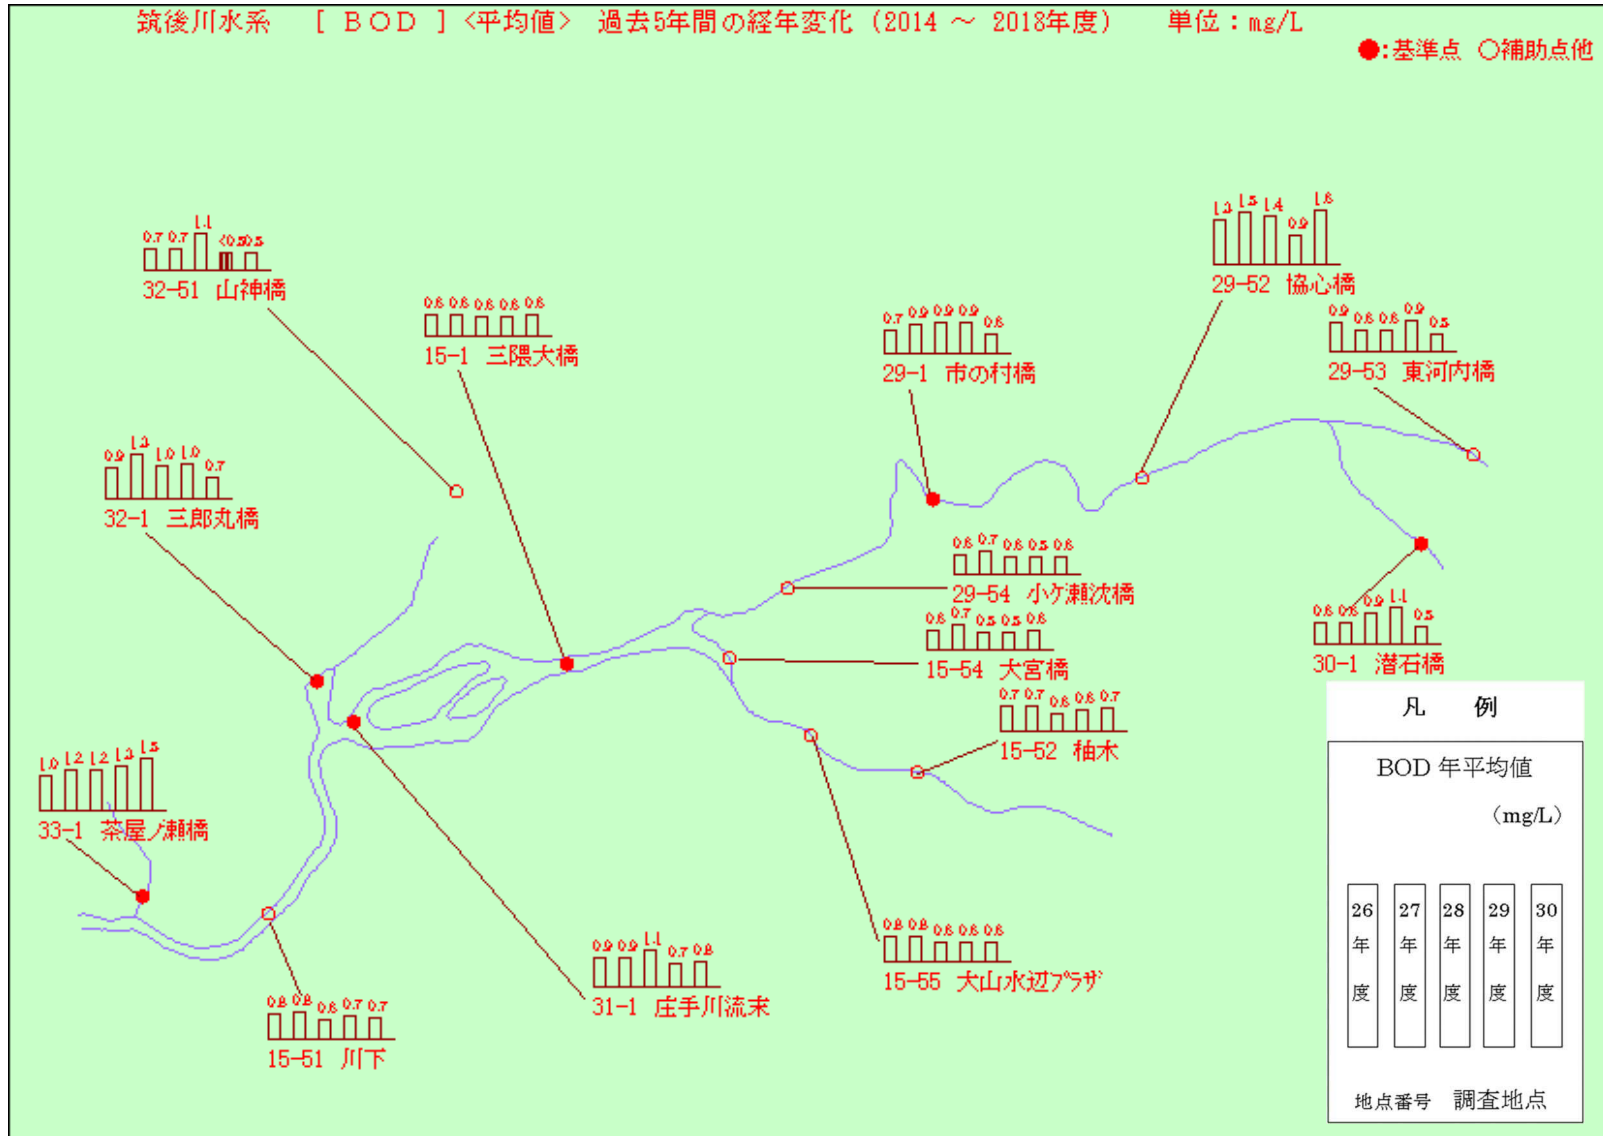 筑後川水系 [ BOD ] <平均値> 過去5年間の経年変化 (2014 ~ 2018年度) 単位:mg/L
●:基準点 ○補助点他
1.3 1.5 1.4 0.9 1.6
29-52 協心橋
0.7 0.7 1.1 <0.5 0.5
32-51 山神橋
15-1 三隈大橋
0.7 0.9 0.9 0.9 0.6
29-1 市の村橋
0.9 0.6 0.6 0.9 0.5
29-53 東河内橋
0.9 1.3 1.0 1.0 0.7
32-1 三郎丸橋
0.6 0.7 0.6 0.5 0.6
29-54 小ケ瀬沈橋
0.6 0.7 0.5 0.5 0.6
15-54 大宮橋
0.6 0.6 0.9 1.1 0.5
30-1 潜石橋
0.7 0.7 0.6 0.6 0.7
15-52 柚木
1.0 1.2 1.2 1.3 1.5
33-1 茶屋ノ瀬橋
0.8 0.8 0.6 0.6 0.6
15-55 大山水辺プラザ
0.9 0.9 1.1 0.7 0.8
31-1 庄手川流末
0.8 0.8 0.6 0.7 0.7
15-51 川下
凡 例
BOD 年平均値
(mg/L)
26年度 27年度 28年度 29年度 30年度
地点番号 調査地点